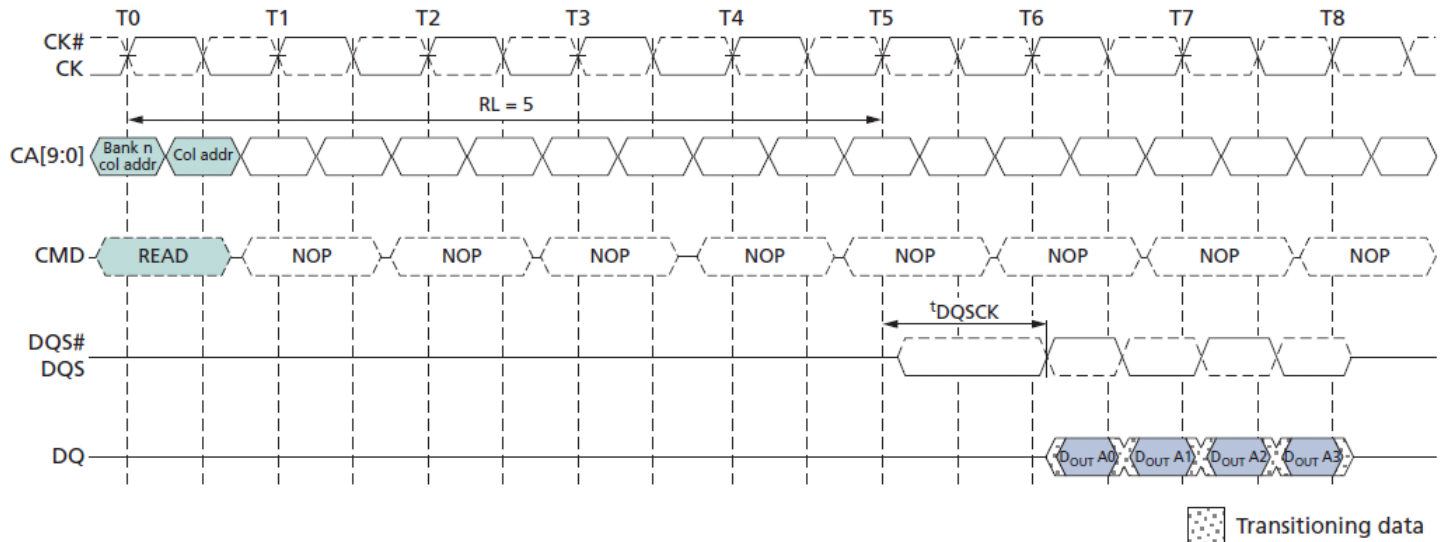 T0 T1 T2 T3 T4 T5 T6 T7 T8
CK#
CK
RL = 5
CA[9:0] Bank n col addr Col addr
CMD READ NOP NOP NOP NOP NOP NOP NOP NOP
tDQSCK
DQS#
DQS
DQ DOUT A0 DOUT A1 DOUT A2 DOUT A3
Transitioning data